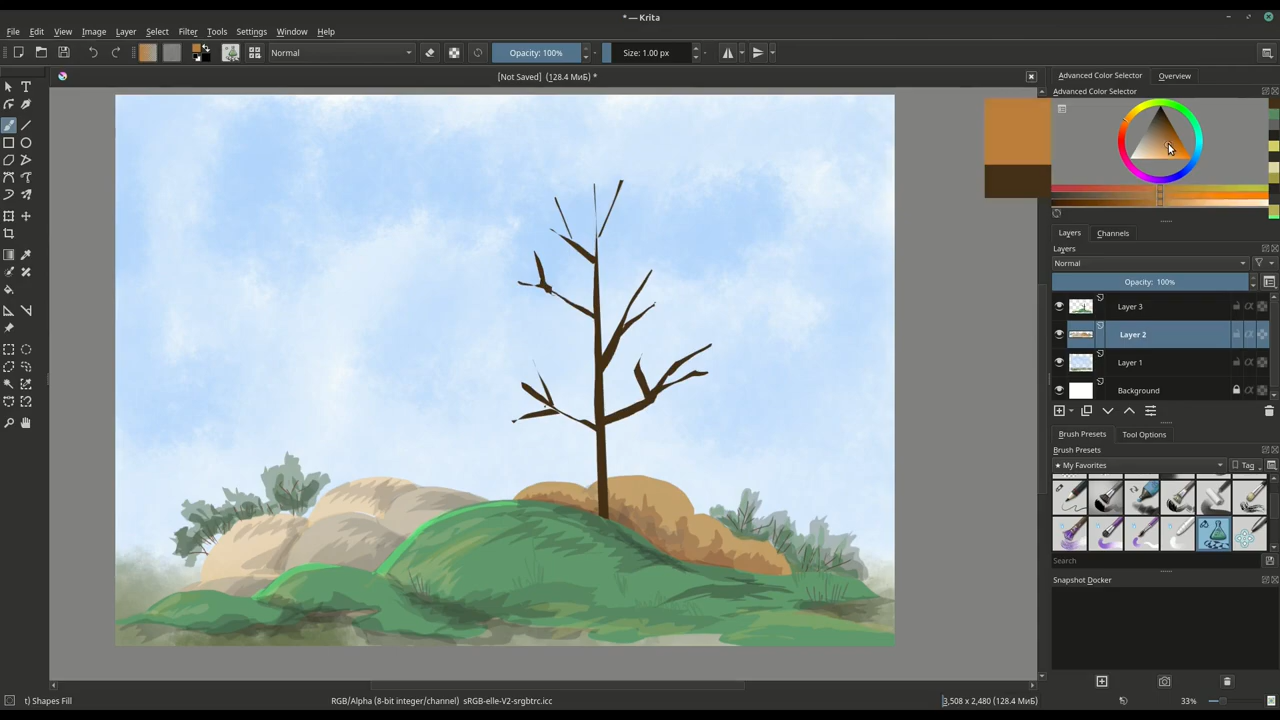 * — Krita
File Edit View Image Layer Select Filter Tools Settings Window Help
Normal Opacity: 100% Size: 1.00 px
[Not Saved] (128.4 МиБ) *
Advanced Color Selector Overview
Advanced Color Selector
Layers Channels
Layers
Normal
Opacity: 100%
Layer 3
Layer 2
Layer 1
Background
Brush Presets Tool Options
Brush Presets
★ My Favorites Tag
Search
Snapshot Docker
t) Shapes Fill RGB/Alpha (8-bit integer/channel) sRGB-elle-V2-srgbtrc.icc 3,508 x 2,480 (128.4 МиБ) 33%